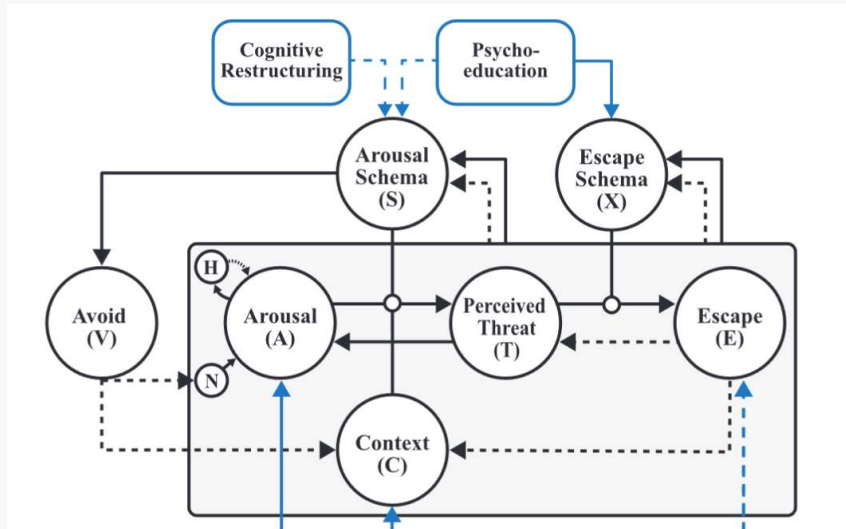 Cognitive
Restructuring
Psycho-
education
Arousal
Schema
(S)
Escape
Schema
(X)
H
Avoid
(V)
Arousal
(A)
Perceived
Threat
(T)
Escape
(E)
N
Context
(C)